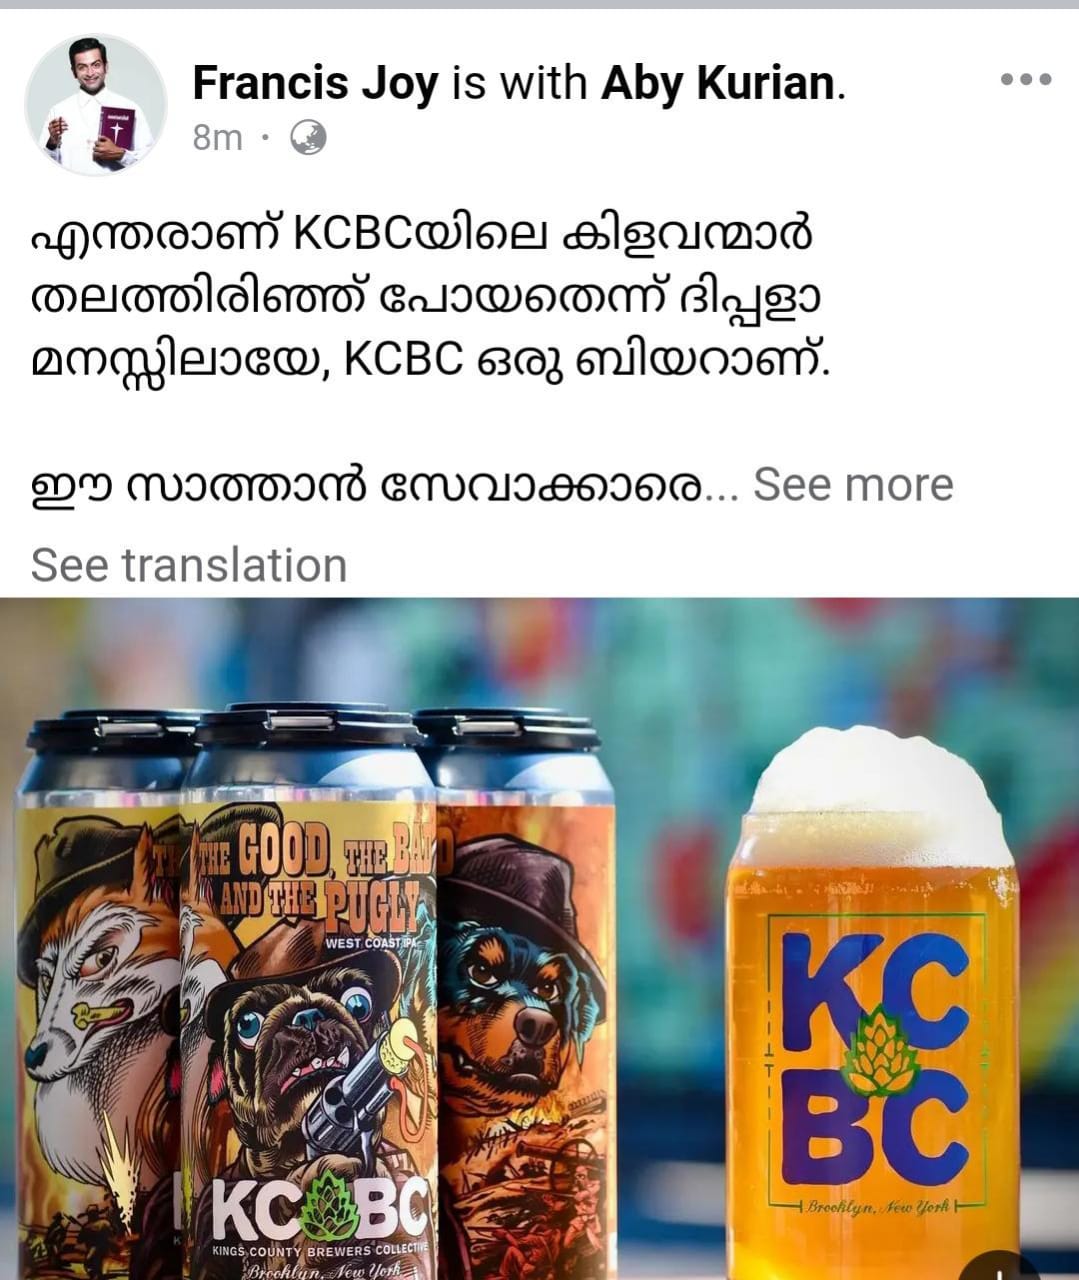 Francis Joy is with Aby Kurian.
8m ·
എന്തരാണ് KCBCയിലെ കിളവന്മാർ
തലത്തിരിഞ്ഞ് പോയതെന്ന് ദിപ്പളാ
മനസ്സിലായേ, KCBC ഒരു ബിയറാണ്.
ഈ സാത്താൻ സേവാക്കാരെ... See more
See translation
THE GOOD, THE BAD
AND THE PUGLY
WEST COAST IPA
KCBC
KINGS COUNTY BREWERS COLLECTIVE
Brooklyn, New York
KC
BC
Brooklyn, New York